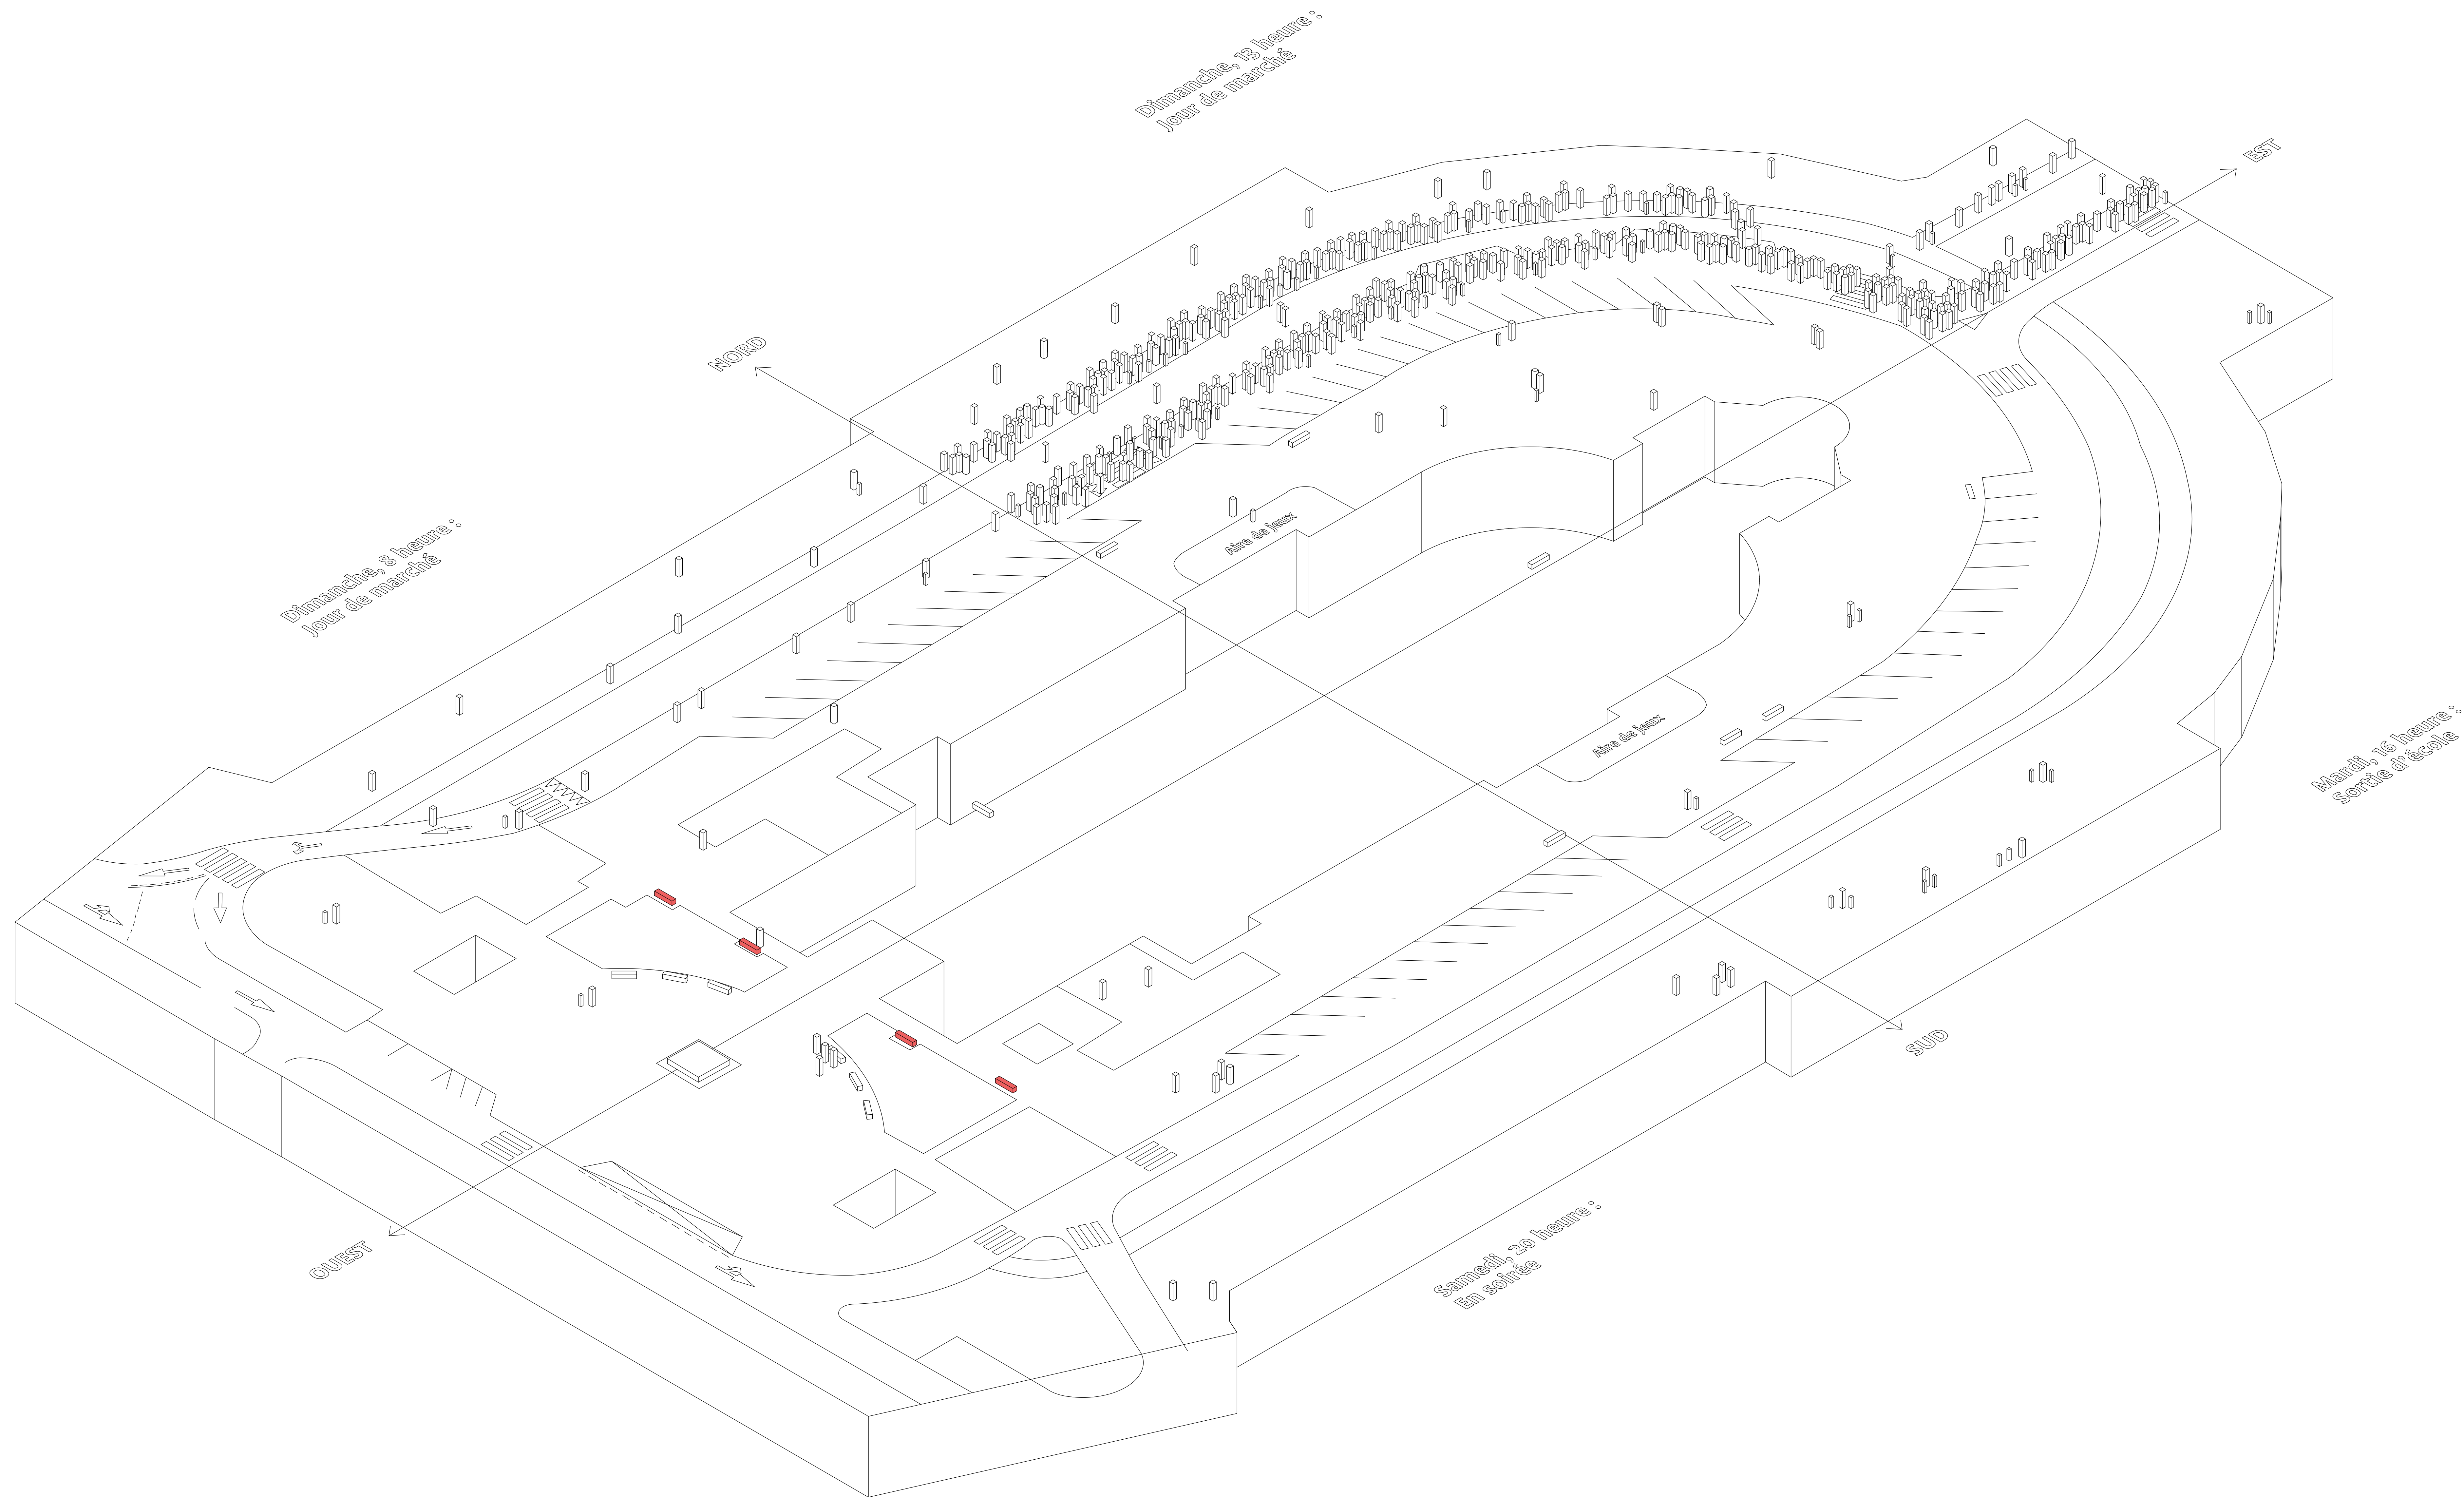 Dimanche, 13 heure :
Jour de marché
EST
NORD
Dimanche, 8 heure :
Jour de marché
Aire de jeux
Aire de jeux
Mardi, 16 heure :
Sortie d'école
SUD
OUEST
Samedi, 20 heure :
En soirée